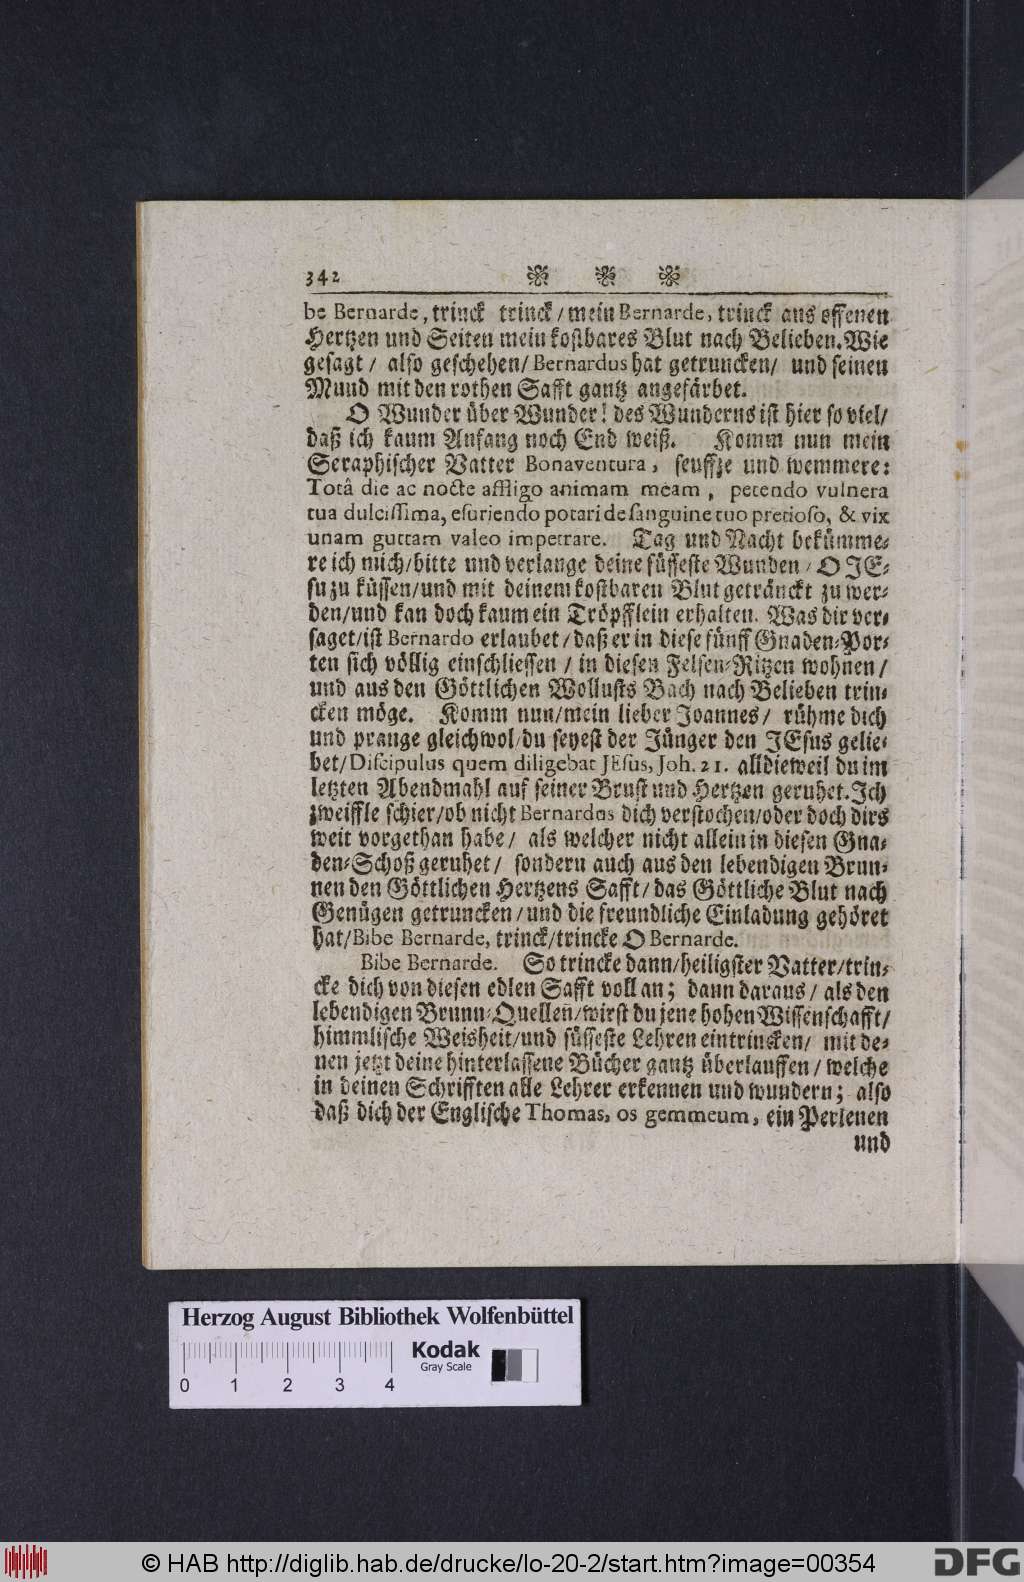 342
be Bernarde, trinck trinck/ mein Bernarde, trinck aus offenen
Hertzen und Seiten mein kostbares Blut nach Belieben. Wie
gesagt / also geschehen/ Bernardus hat getruncken/ und seinen
Mund mit den rothen Safft gantz angefärbet.
O Wunder über Wunder! des Wunderns ist hier so viel/
daß ich kaum Anfang noch End weiß. Komm nun mein
Seraphischer Vatter Bonaventura, seuffze und wemmere:
Totâ die ac nocte affligo animam meam, petendo vulnera
tua dulcissima, esuriendo potari de sanguine tuo pretioso, & vix
unam guttam valeo impetrare. Tag und Nacht bekümme-
re ich mich/ bitte und verlange deine süsseste Wunden / O JE-
su zu küssen/ und mit deinem kostbaren Blut getränckt zu wer-
den/ und kan doch kaum ein Tröpfflein erhalten. Was dir ver-
saget/ ist Bernardo erlaubet / daß er in diese fünff Gnaden-Por-
ten sich völlig einschliessen / in diesen Felsen-Ritzen wohnen /
und aus den Göttlichen Wollusts Bach nach Belieben trin-
cken möge. Komm nun/ mein lieber Joannes/ rühme dich
und prange gleichwol/ du seyest der Jünger den JEsus gelie-
bet/ Discipulus quem diligebat JEsus, Joh. 21. alldieweil du im
letzten Abendmahl auf seiner Brust und Hertzen geruhet. Ich
zweiffle schier/ ob nicht Bernardus dich verstochen/ oder doch dirs
weit vorgethan habe / als welcher nicht allein in diesen Gna-
den-Schoß geruhet / sondern auch aus den lebendigen Brun-
nen den Göttlichen Hertzens Safft/ das Göttliche Blut nach
Genügen getruncken / und die freundliche Einladung gehöret
hat/ Bibe Bernarde, trinck/ trincke O Bernarde.
Bibe Bernarde. So trincke dann/ heiligster Vatter/ trin-
cke dich von diesen edlen Safft voll an; dann daraus / als den
lebendigen Brunn-Quellen/ wirst du jene hohen Wissenschafft/
himmlische Weisheit/ und süsseste Lehren eintrincken/ mit de-
nen jetzt deine hinterlassene Bücher gantz überlauffen / welche
in deinen Schrifften alle Lehrer erkennen und wundern; also
daß dich der Englische Thomas, os gemmeum, ein Perlenen
und
Herzog August Bibliothek Wolfenbüttel
Kodak
Gray Scale
0 1 2 3 4
© HAB http://diglib.hab.de/drucke/lo-20-2/start.htm?image=00354
DFG